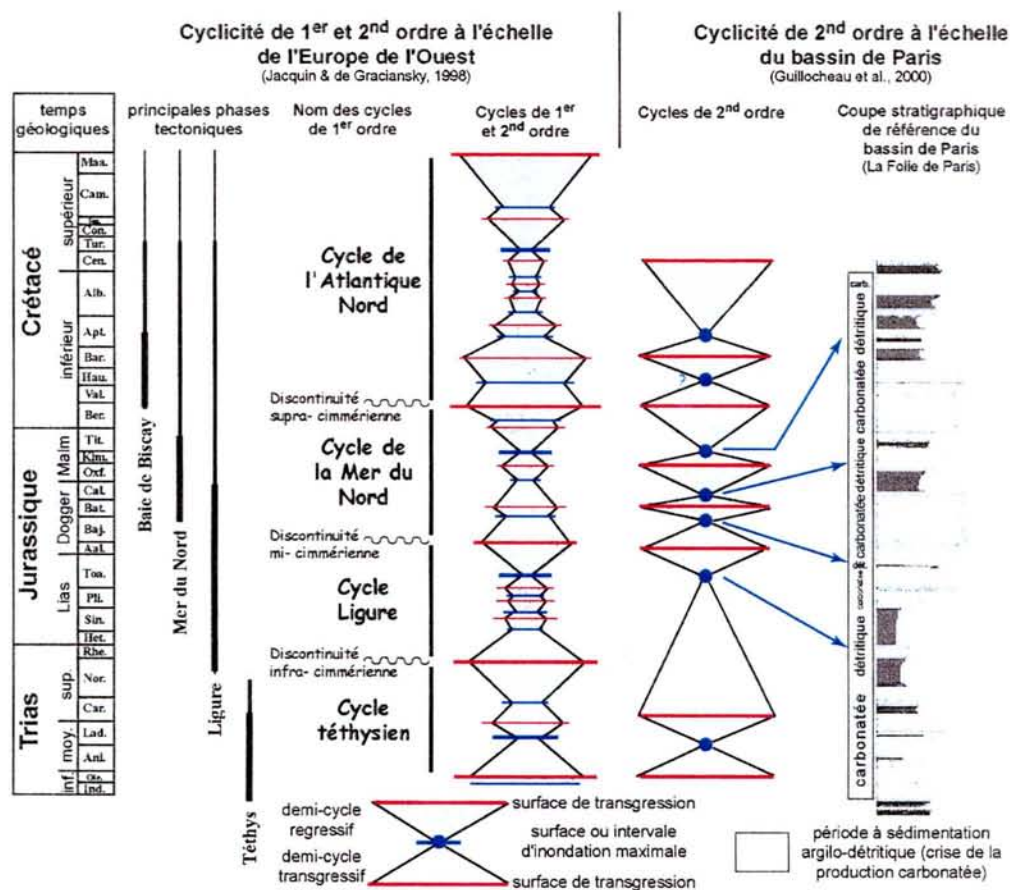 Cyclicité de 1er et 2nd ordre à l'échelle
de l'Europe de l'Ouest
(Jacquin & de Graciansky, 1998)
Cyclicité de 2nd ordre à l'échelle
du bassin de Paris
(Guillocheau et al., 2000)
temps
géologiques
principales phases
tectoniques
Nom des cycles
de 1er ordre
Cycles de 1er
et 2nd ordre
Cycles de 2nd ordre
Coupe stratigraphique
de référence du
bassin de Paris
(La Folie de Paris)
Crétacé
supérieur
Maa.
Cam.
Con.
Tur.
Cen.
inférieur
Alb.
Apt.
Bar.
Hau.
Val.
Ber.
Jurassique
Malm
Tit.
Kim.
Oxf.
Dogger
Cal.
Bat.
Baj.
Aal.
Lias
Toa.
Pli.
Sin.
Het.
Trias
sup.
Rhe.
Nor.
Car.
moy.
Lad.
Ani.
inf.
Ole.
Ind.
Baie de Biscay
Mer du Nord
Ligure
Téthys
Cycle de
l'Atlantique
Nord
Discontinuité
supra- cimmérienne
Cycle de
la Mer du
Nord
Discontinuité
mi- cimmérienne
Cycle
Ligure
Discontinuité
infra- cimmérienne
Cycle
téthysien
?
carb.
détritique
carbonatée
détritique
carbonatée
détritique
carbonatée
demi-cycle
regressif
demi-cycle
transgressif
surface de transgression
surface ou intervale
d'inondation maximale
surface de transgression
période à sédimentation
argilo-détritique (crise de la
production carbonatée)